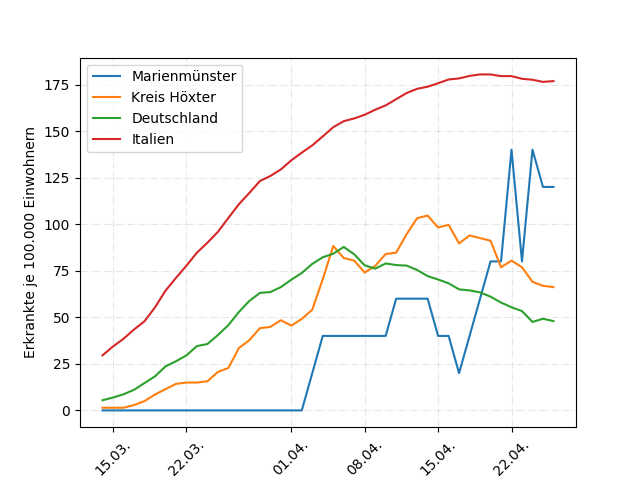 Marienmünster
Kreis Höxter
Deutschland
Italien
Erkrankte je 100.000 Einwohnern
175
150
125
100
75
50
25
0
15.03.
22.03.
01.04.
08.04.
15.04.
22.04.